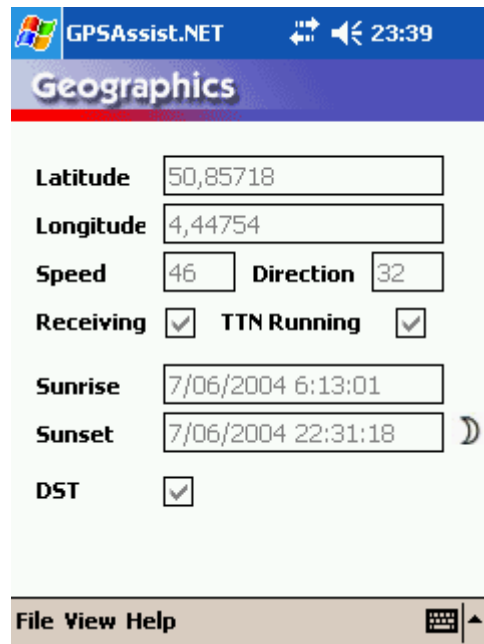 GPSAssist.NET 23:39
Geographics
Latitude 50,85718
Longitude 4,44754
Speed 46 Direction 32
Receiving TTN Running
Sunrise 7/06/2004 6:13:01
Sunset 7/06/2004 22:31:18
DST
File View Help